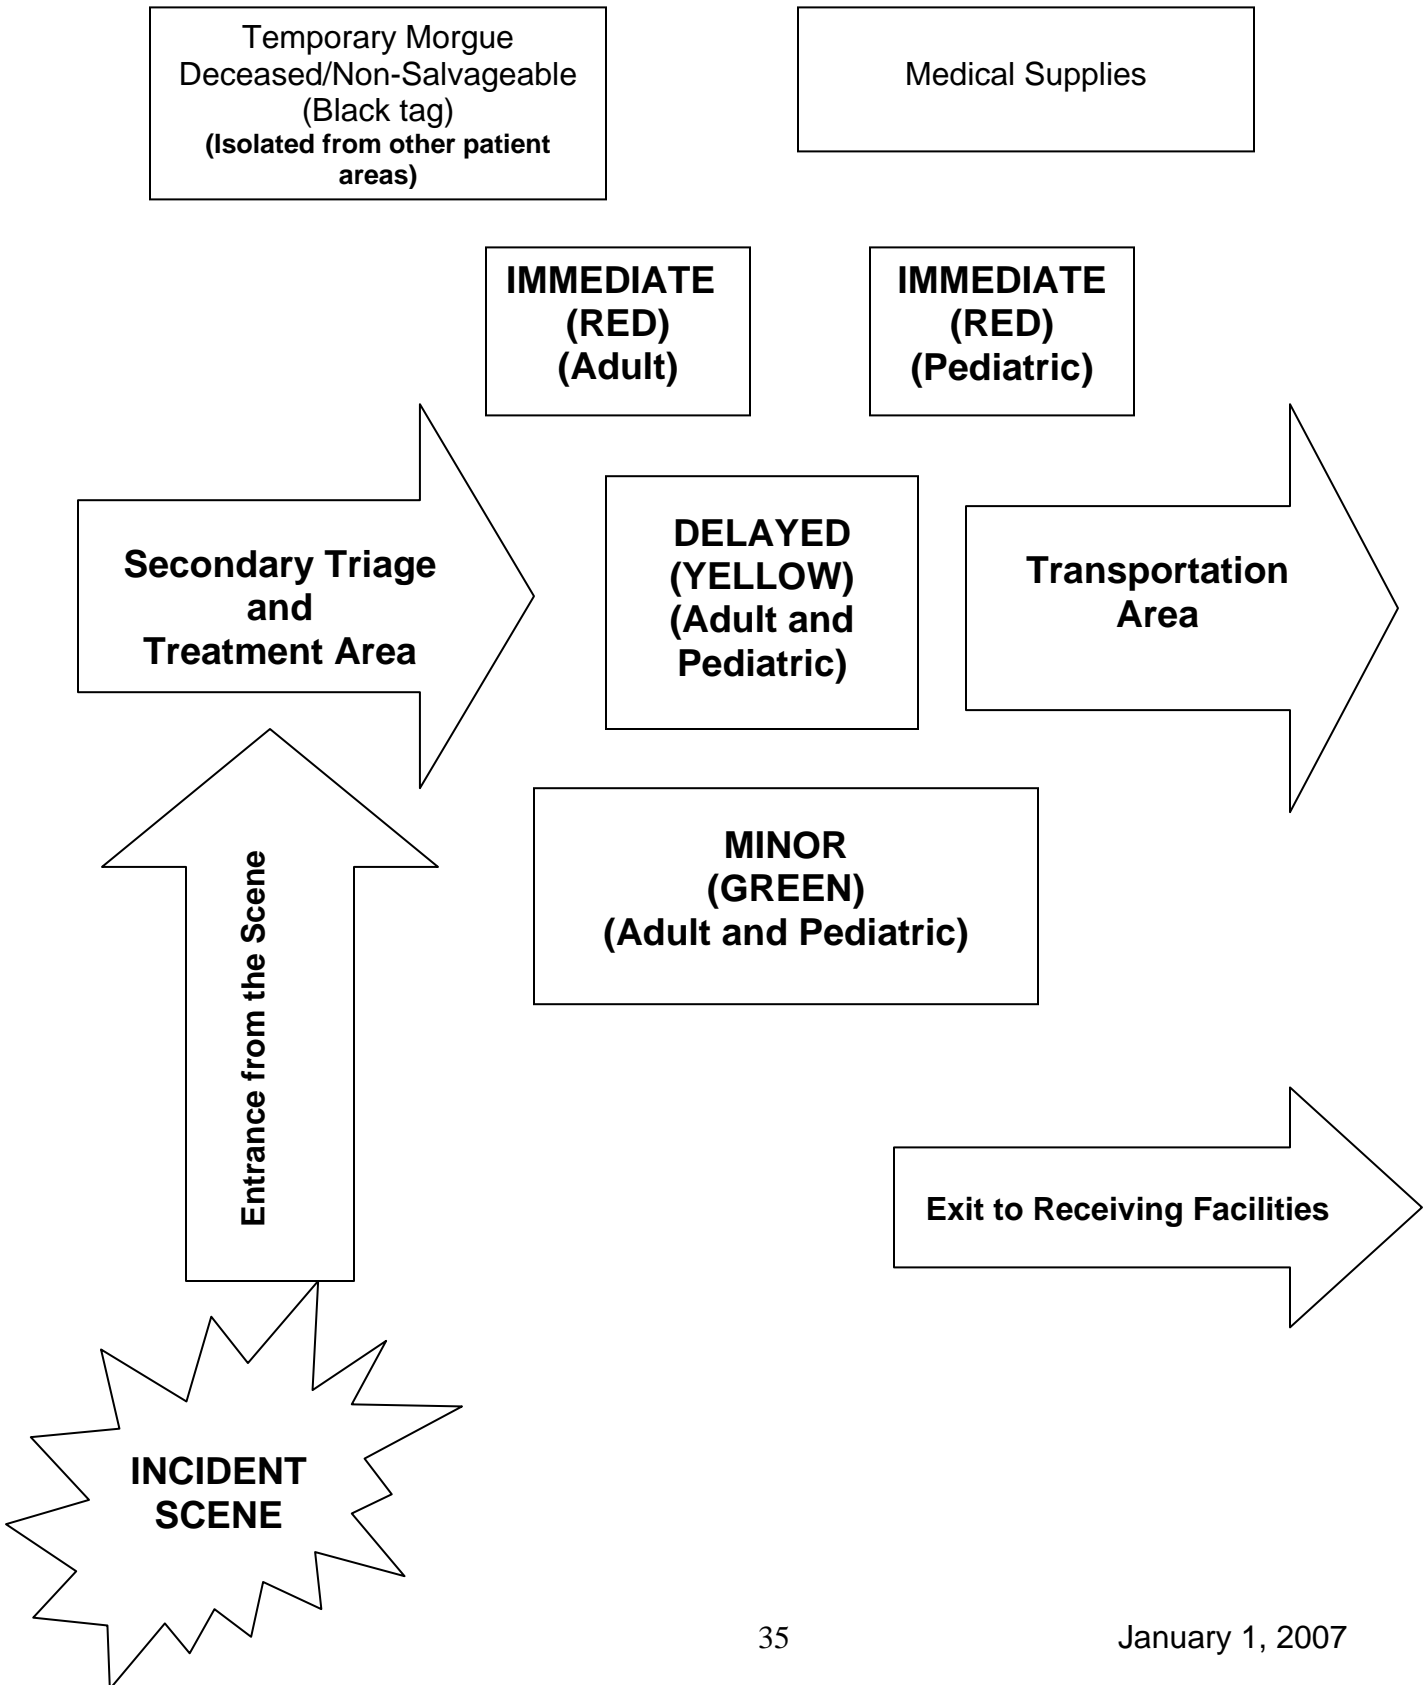 Temporary Morgue
Deceased/Non-Salvageable
(Black tag)
(Isolated from other patient
areas)
Medical Supplies
IMMEDIATE
(RED)
(Adult)
IMMEDIATE
(RED)
(Pediatric)
Secondary Triage
and
Treatment Area
DELAYED
(YELLOW)
(Adult and
Pediatric)
Transportation
Area
MINOR
(GREEN)
(Adult and Pediatric)
Entrance from the Scene
Exit to Receiving Facilities
INCIDENT
SCENE
35
January 1, 2007